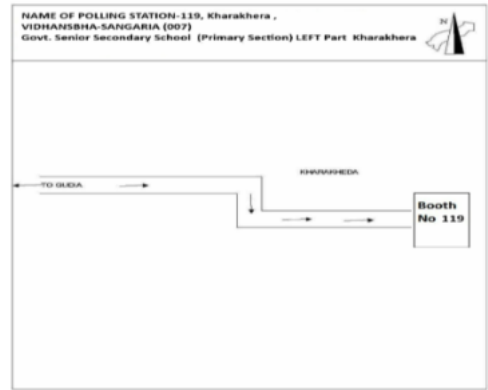 NAME OF POLLING STATION-119, Kharakhera ,
VIDHANSBHA-SANGARIA (007)
Govt. Senior Secondary School (Primary Section) LEFT Part Kharakhera
N
KHARAKHEDA
TO GUDA
Booth
No 119